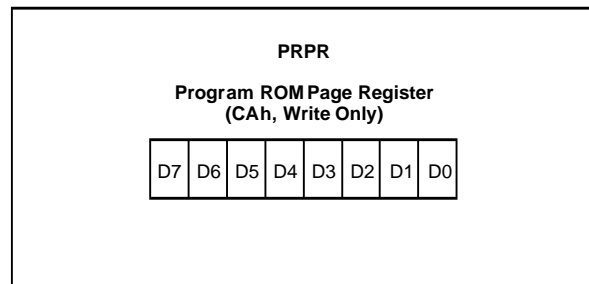 PRPR
Program ROM Page Register
(CAh, Write Only)
D7 D6 D5 D4 D3 D2 D1 D0